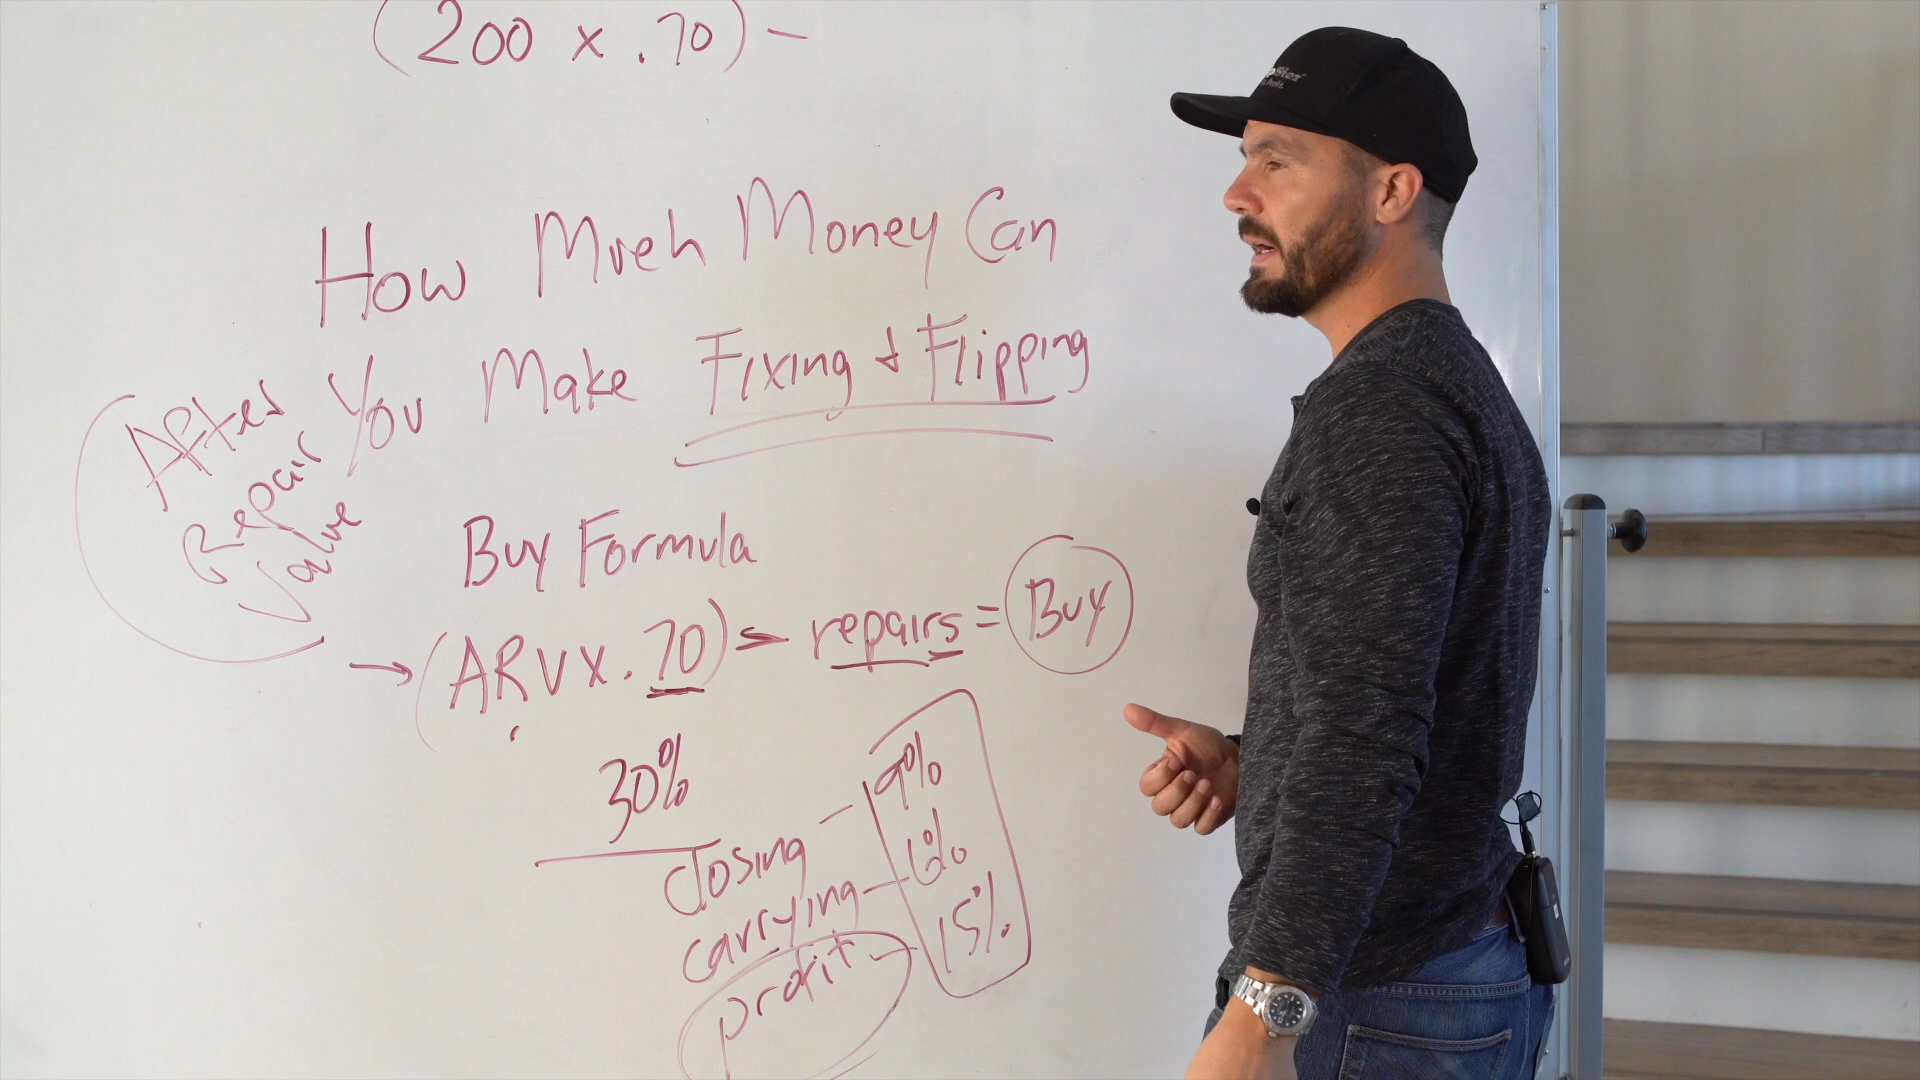 (200 x .70) -
How Much Money Can
You Make Fixing & Flipping
After
Repair
Value
Buy Formula
→ (ARV x .70) - repairs = Buy
30%
closing - 9%
carrying - 6%
profit - 15%